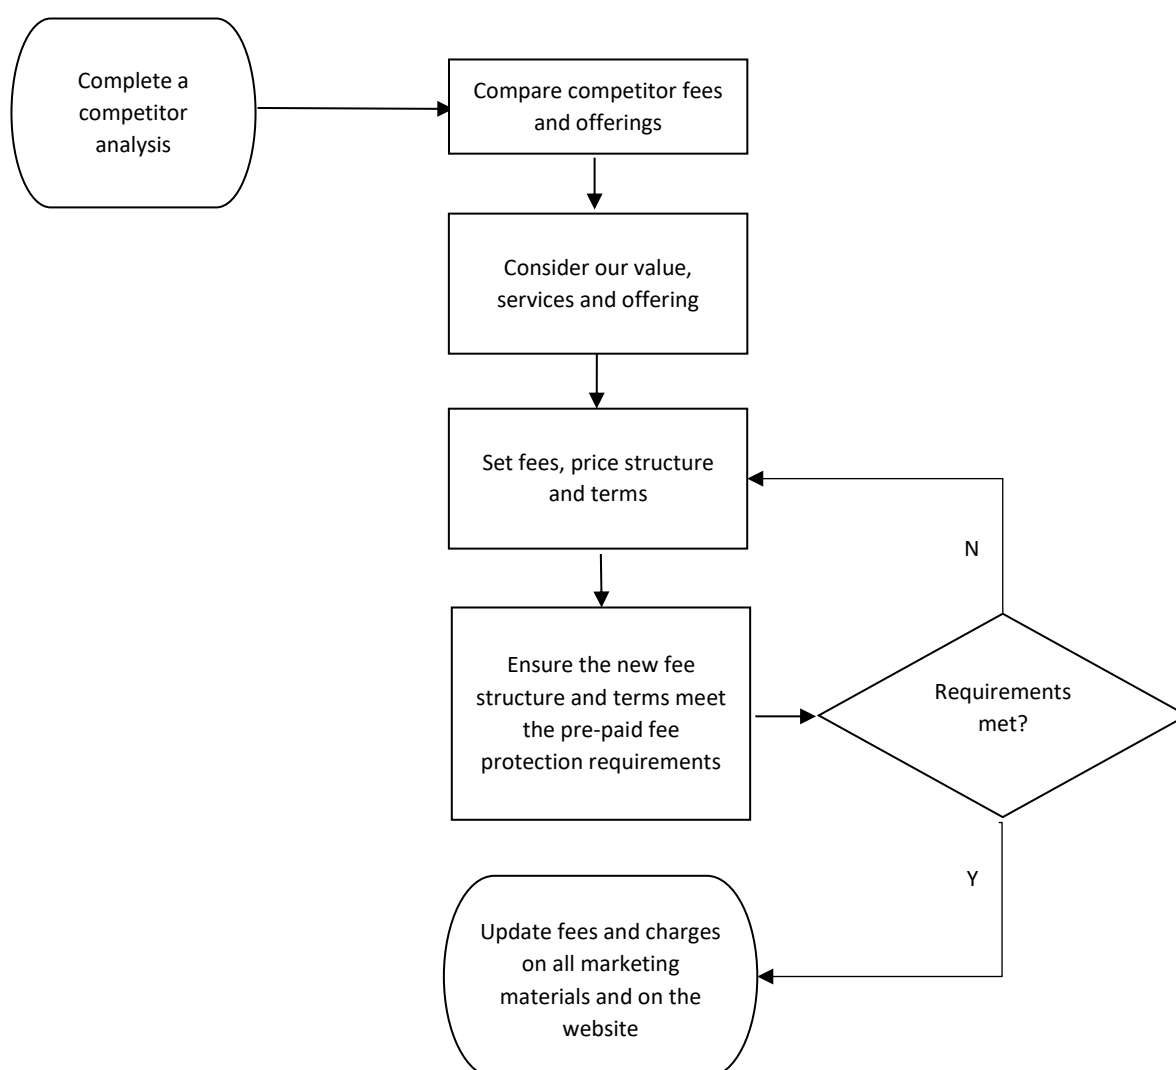 Complete a
competitor
analysis
Compare competitor fees
and offerings
Consider our value,
services and offering
Set fees, price structure
and terms
N
Ensure the new fee
structure and terms meet
the pre-paid fee
protection requirements
Requirements
met?
Y
Update fees and charges
on all marketing
materials and on the
website